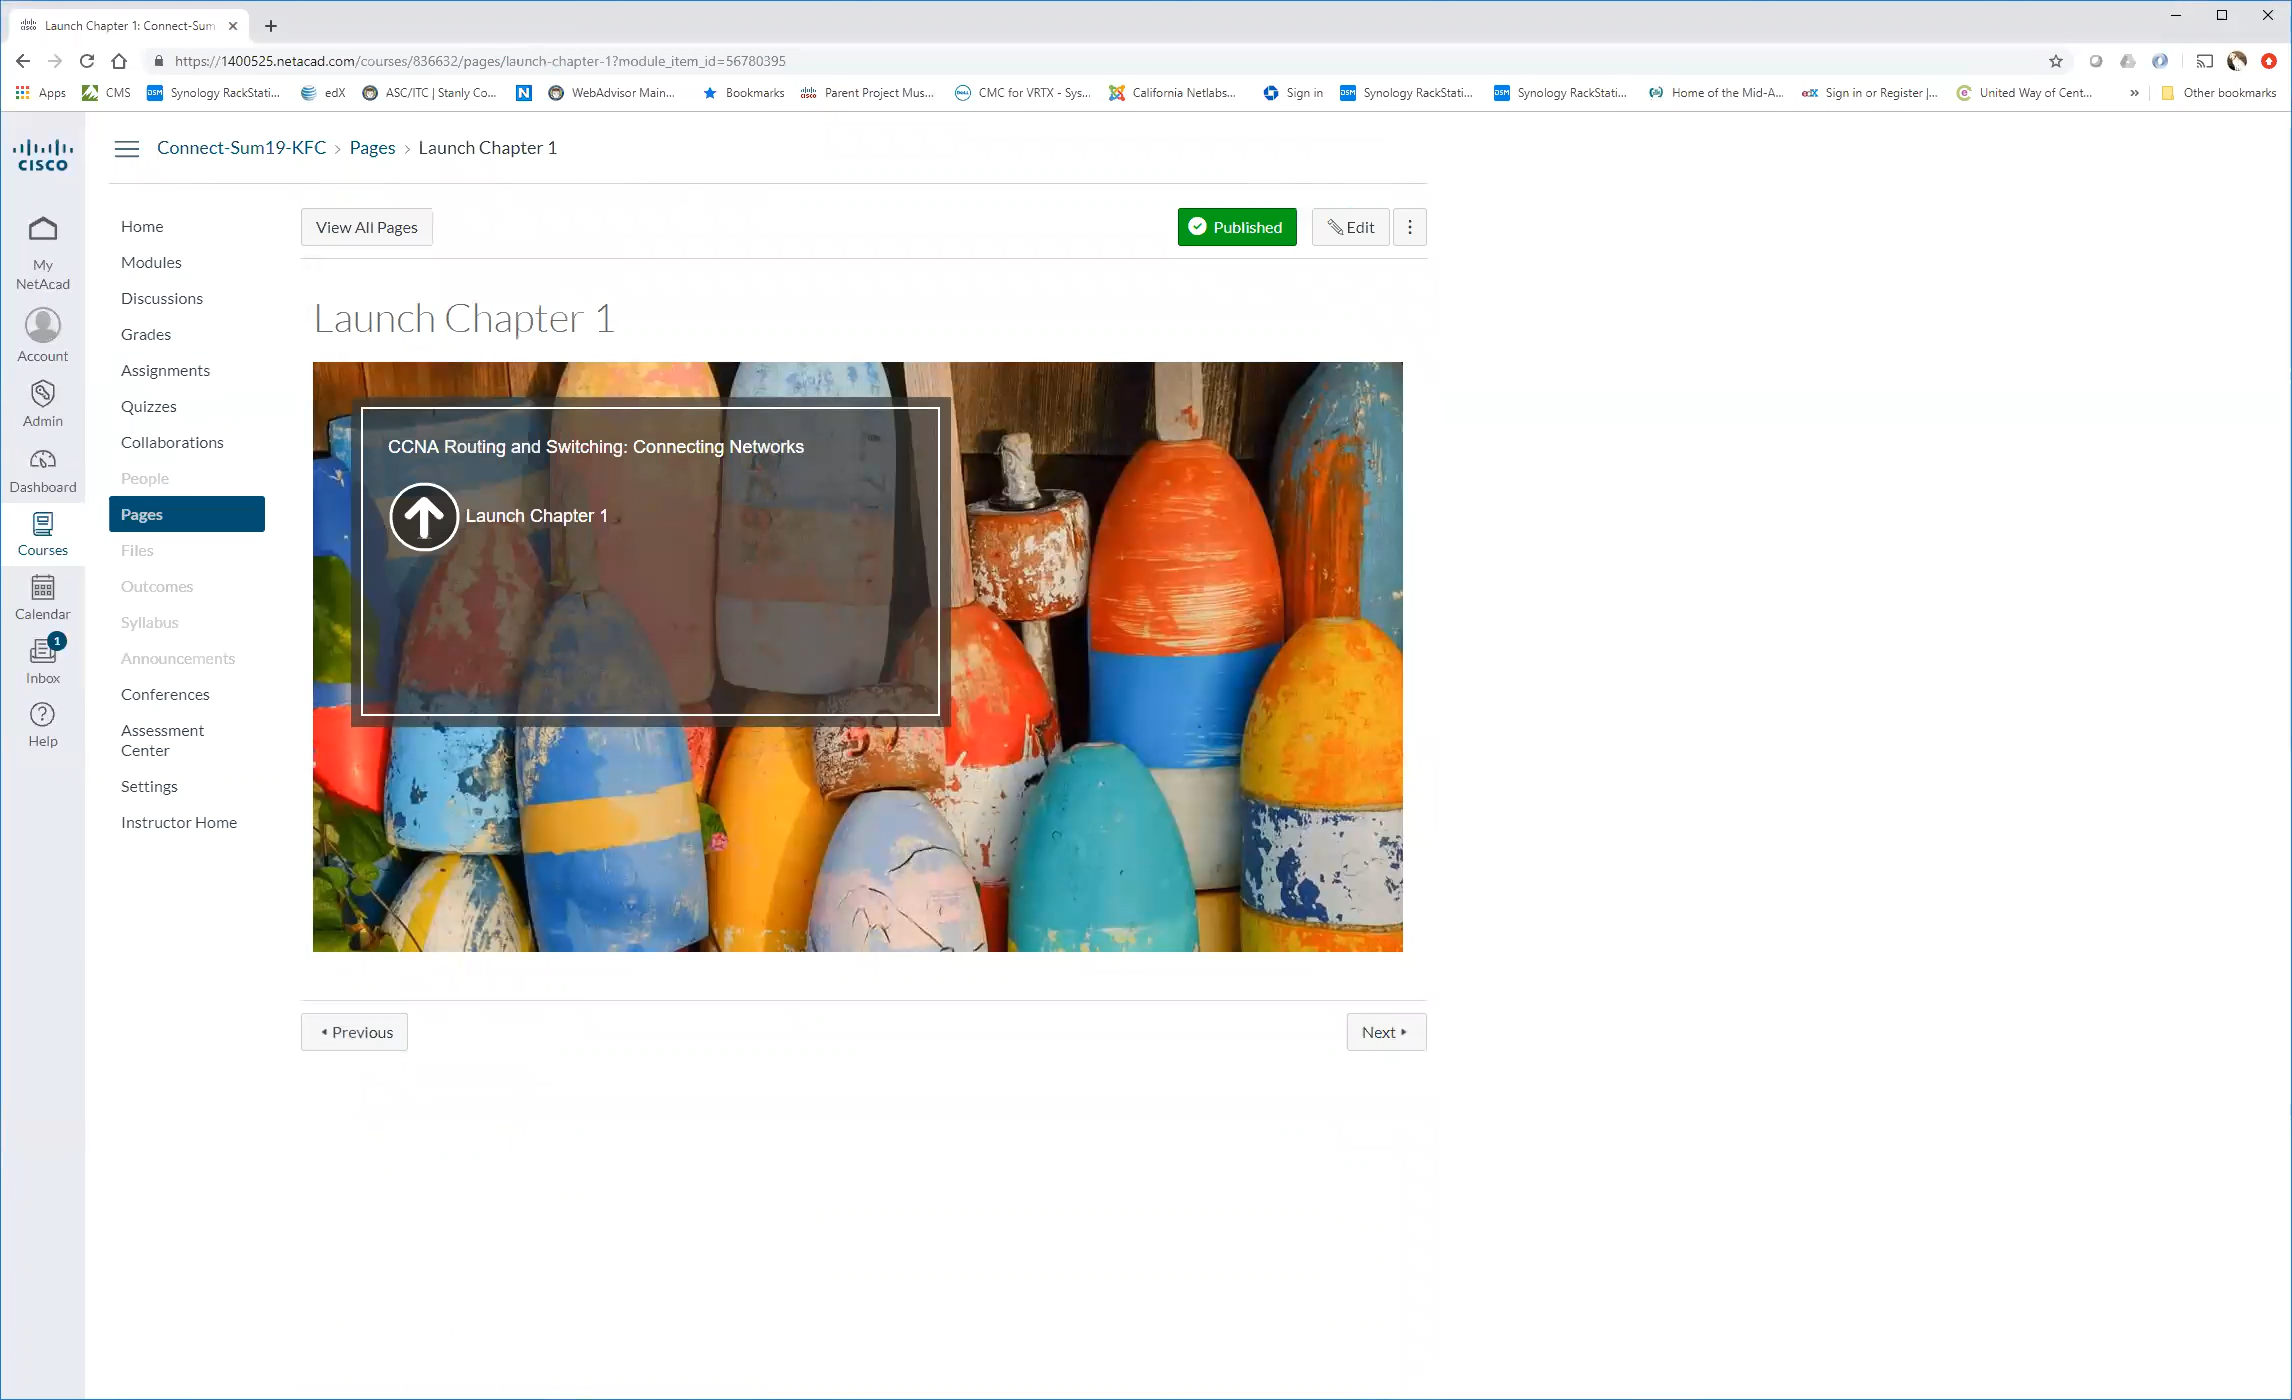 Launch Chapter 1: Connect-Sum
https://1400525.netacad.com/courses/836632/pages/launch-chapter-1?module_item_id=56780395
Apps CMS Synology RackStati... edX ASC/ITC | Stanly Co... N WebAdvisor Main... Bookmarks Parent Project Mus... CMC for VRTX - Sys... California Netlabs... Sign in Synology RackStati... Synology RackStati... Home of the Mid-A... Sign in or Register |... United Way of Cent... » Other bookmarks
CISCO
Connect-Sum19-KFC > Pages > Launch Chapter 1
My
NetAcad
Account
Admin
Dashboard
Courses
Calendar
1
Inbox
Help
Home
Modules
Discussions
Grades
Assignments
Quizzes
Collaborations
People
Pages
Files
Outcomes
Syllabus
Announcements
Conferences
Assessment
Center
Settings
Instructor Home
View All Pages
Published
Edit
Launch Chapter 1
CCNA Routing and Switching: Connecting Networks
Launch Chapter 1
Previous
Next